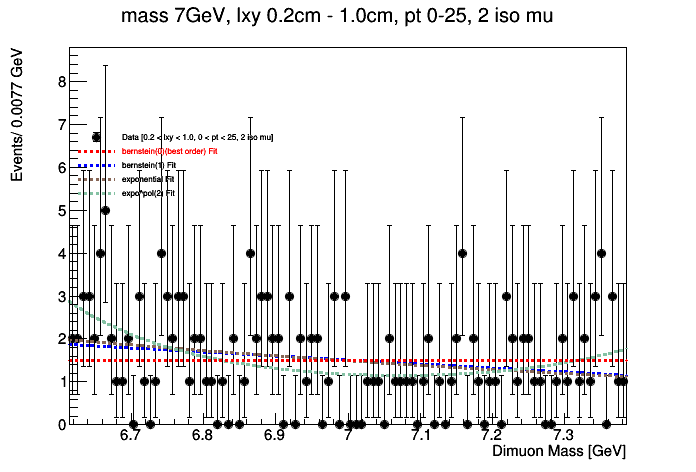 mass 7GeV, lxy 0.2cm - 1.0cm, pt 0-25, 2 iso mu
Events/ 0.0077 GeV
8
7
6
5
4
3
2
1
0
Data [0.2 < lxy < 1.0, 0 < pt < 25, 2 iso mu]
bernstein(0)(best order) Fit
bernstein(1) Fit
exponential Fit
expo*pol(2) Fit
6.7 6.8 6.9 7 7.1 7.2 7.3
Dimuon Mass [GeV]